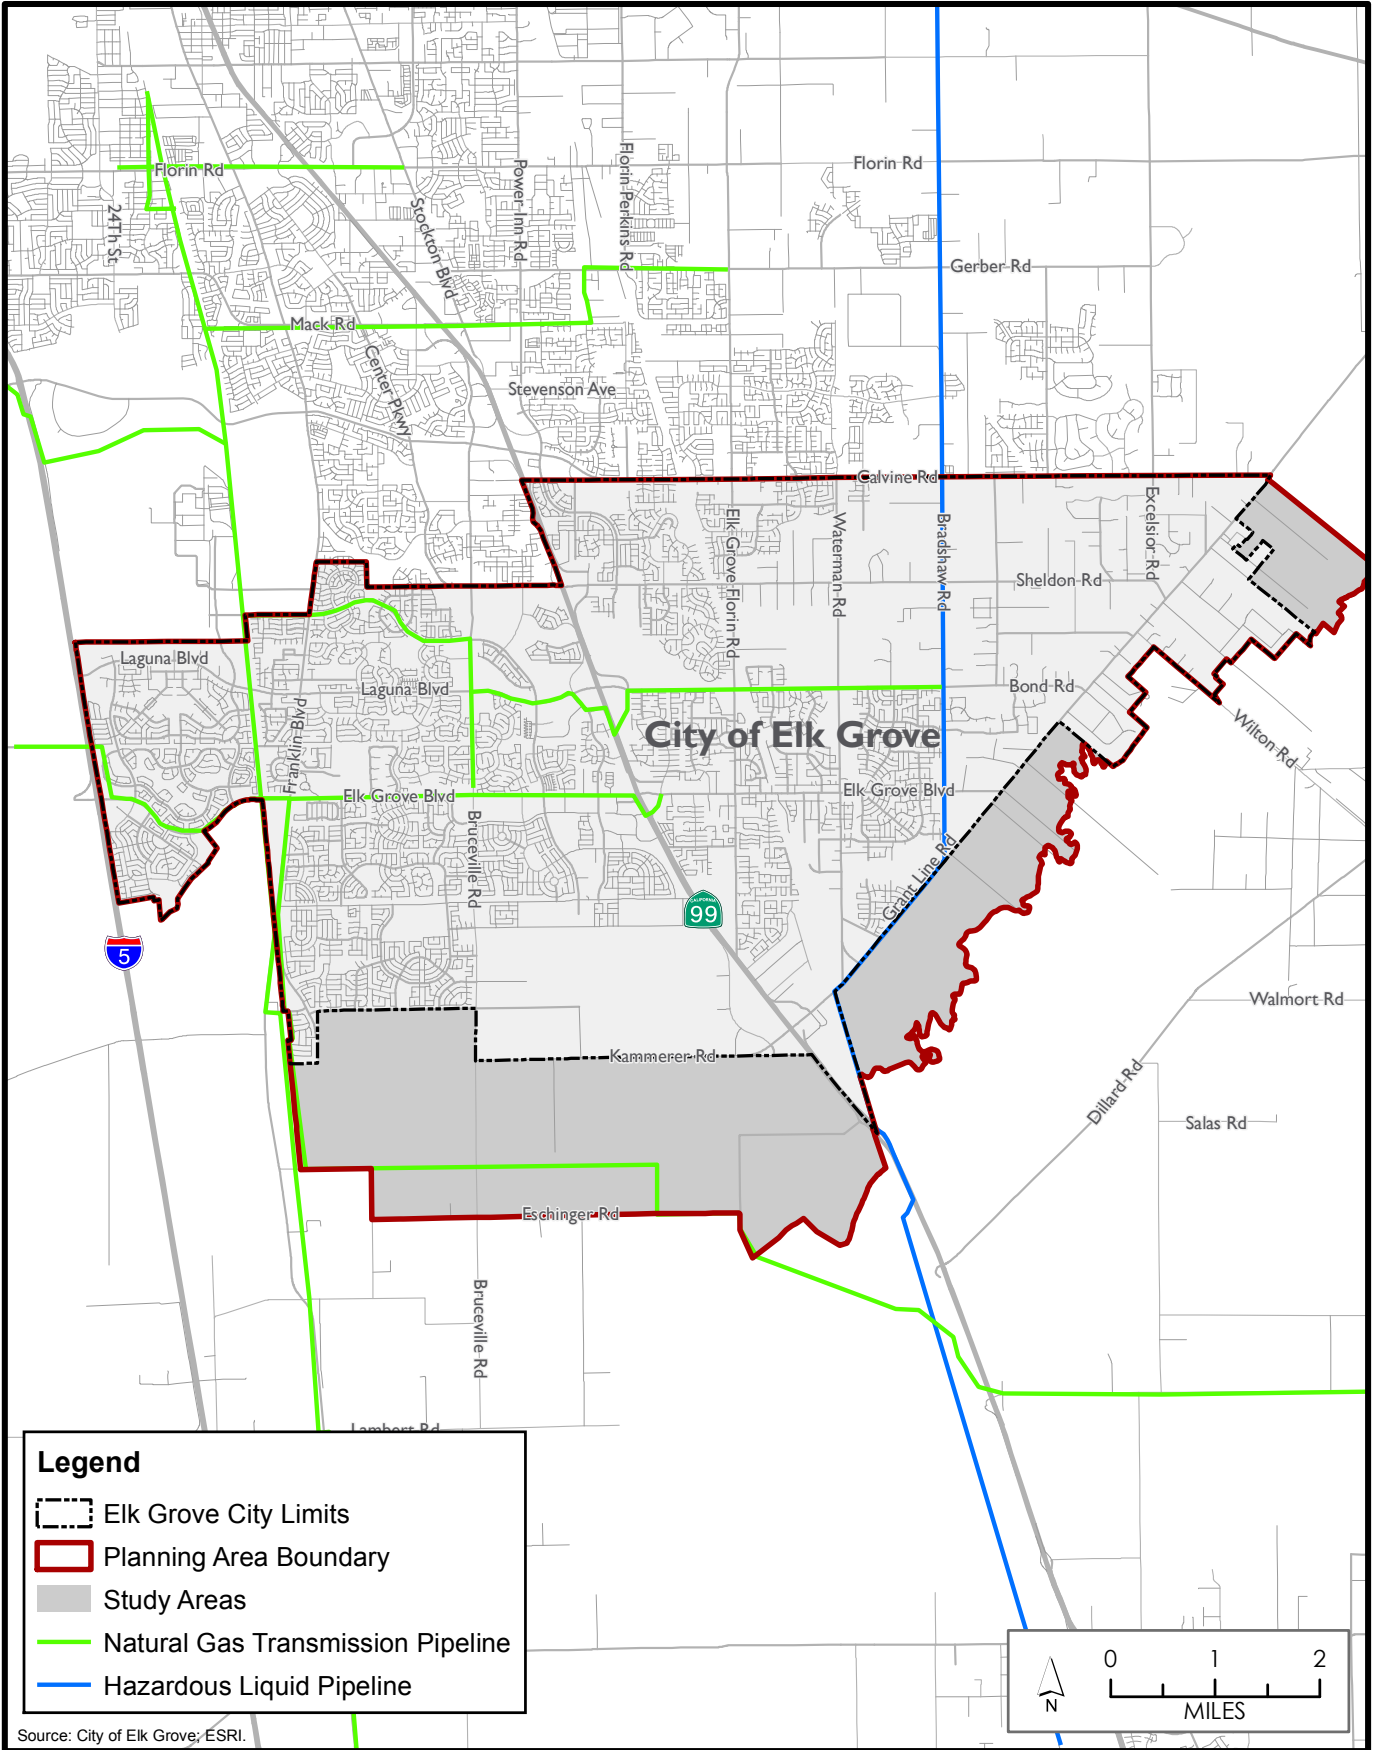 Florin Rd
Florin Rd
24Th St
Stockton Blvd
Power Inn Rd
Florin Perkins Rd
Gerber Rd
Mack Rd
Center Pkwy
Stevenson Ave
Calvine Rd
Elk Grove Florin Rd
Waterman Rd
Bradshaw Rd
Excelsior Rd
Sheldon Rd
Laguna Blvd
Laguna Blvd
Bond Rd
Franklin Blvd
City of Elk Grove
Wilton Rd
Elk Grove Blvd
Elk Grove Blvd
Bruceville Rd
Grant Line Rd
CALIFORNIA
99
5
Walmort Rd
Kammerer Rd
Dillard Rd
Salas Rd
Eschinger Rd
Bruceville Rd
Lambert Rd
Legend
Elk Grove City Limits
Planning Area Boundary
Study Areas
Natural Gas Transmission Pipeline
Hazardous Liquid Pipeline
N
0 1 2
MILES
Source: City of Elk Grove; ESRI.